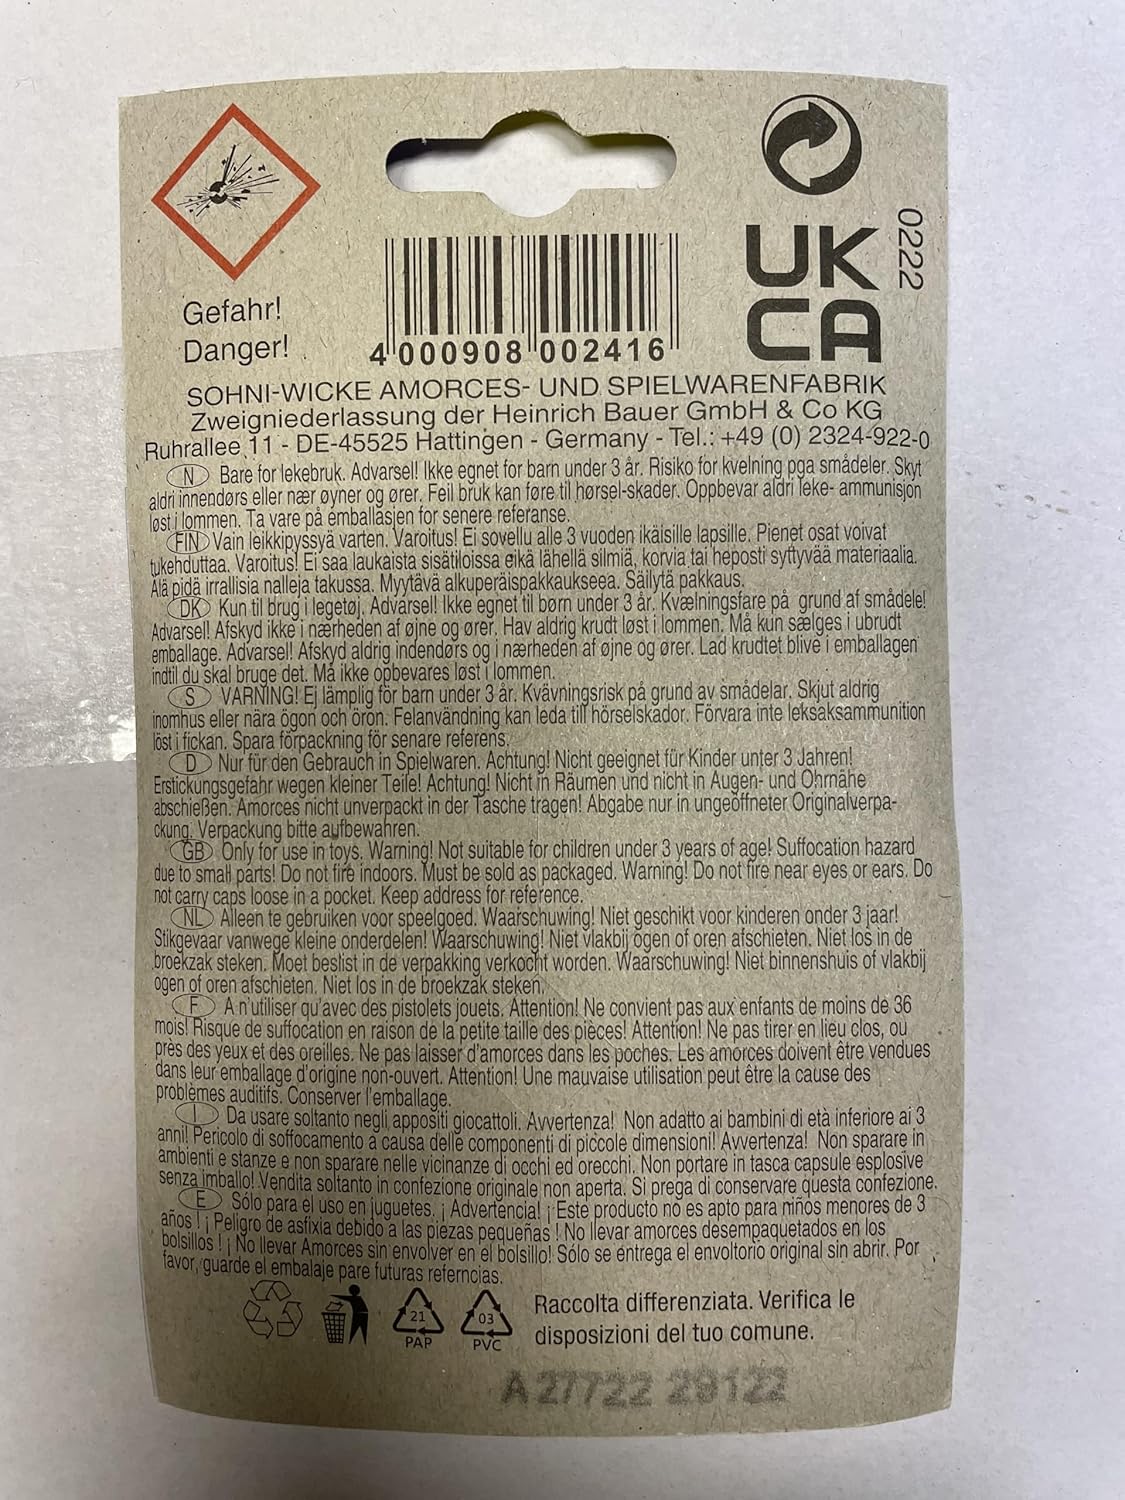 0222
UK
CA
Gefahr!
Danger!
4 000908 002416
SOHNI-WICKE AMORCES- UND SPIELWARENFABRIK
Zweigniederlassung der Heinrich Bauer GmbH & Co KG
Ruhrallee 11 - DE-45525 Hattingen - Germany - Tel.: +49 (0) 2324-922-0
N Bare for lekebruk. Advarsel! Ikke egnet for barn under 3 år. Risiko for kvelning pga smådeler. Skyt
aldri innendørs eller nær øyner og ører. Feil bruk kan føre til hørsel-skader. Oppbevar aldri leke- ammunisjon
løst i lommen. Ta vare på emballasjen for senere referanse.
FIN Vain leikkipyssyä varten. Varoitus! Ei sovellu alle 3 vuoden ikäisille lapsille. Pienet osat voivat
tukehduttaa. Varoitus! Ei saa laukaista sisätiloissa eikä lähellä silmiä, korvia tai heposti syttyvää materiaalia.
Älä pidä irrallisia nalleja takussa. Myytävä alkuperäispakkaukseea. Säilytä pakkaus.
DK Kun til brug i legetøj. Advarsel! Ikke egnet til børn under 3 år. Kvælningsfare på grund af smådele!
Advarsel! Afskyd ikke i nærheden af øjne og ører. Hav aldrig krudt løst i lommen. Må kun sælges i ubrudt
emballage. Advarsel! Afskyd aldrig indendørs og i nærheden af øjne og ører. Lad krudtet blive i emballagen
indtil du skal bruge det. Må ikke opbevares løst i lommen.
S VARNING! Ej lämplig för barn under 3 år. Kvävningsrisk på grund av smådelar. Skjut aldrig
inomhus eller nära ögon och öron. Felanvändning kan leda till hörselskador. Förvara inte leksaksammunition
löst i fickan. Spara förpackning för senare referens.
D Nur für den Gebrauch in Spielwaren. Achtung! Nicht geeignet für Kinder unter 3 Jahren!
Erstickungsgefahr wegen kleiner Teile! Achtung! Nicht in Räumen und nicht in Augen- und Ohrnähe
abschießen. Amorces nicht unverpackt in der Tasche tragen! Abgabe nur in ungeöffneter Originalverpa-
ckung. Verpackung bitte aufbewahren.
GB Only for use in toys. Warning! Not suitable for children under 3 years of age! Suffocation hazard
due to small parts! Do not fire indoors. Must be sold as packaged. Warning! Do not fire near eyes or ears. Do
not carry caps loose in a pocket. Keep address for reference.
NL Alleen te gebruiken voor speelgoed. Waarschuwing! Niet geschikt voor kinderen onder 3 jaar!
Stikgevaar vanwege kleine onderdelen! Waarschuwing! Niet vlakbij ogen of oren afschieten. Niet los in de
broekzak steken. Moet beslist in de verpakking verkocht worden. Waarschuwing! Niet binnenshuis of vlakbij
ogen of oren afschieten. Niet los in de broekzak steken.
F A n'utiliser qu'avec des pistolets jouets. Attention! Ne convient pas aux enfants de moins de 36
mois! Risque de suffocation en raison de la petite taille des pièces! Attention! Ne pas tirer en lieu clos, ou
près des yeux et des oreilles. Ne pas laisser d'amorces dans les poches. Les amorces doivent être vendues
dans leur emballage d'origine non-ouvert. Attention! Une mauvaise utilisation peut être la cause des
problèmes auditifs. Conserver l'emballage.
I Da usare soltanto negli appositi giocattoli. Avvertenza! Non adatto ai bambini di età inferiore ai 3
anni! Pericolo di soffocamento a causa delle componenti di piccole dimensioni! Avvertenza! Non sparare in
ambienti e stanze e non sparare nelle vicinanze di occhi ed orecchi. Non portare in tasca capsule esplosive
senza imballo! Vendita soltanto in confezione originale non aperta. Si prega di conservare questa confezione.
E Sólo para el uso en juguetes. ¡ Advertencia! ¡ Este producto no es apto para niños menores de 3
años ! ¡ Peligro de asfixia debido a las piezas pequeñas ! No llevar amorces desempaquetados en los
bolsillos ! ¡ No llevar Amorces sin envolver en el bolsillo! Sólo se entrega el envoltorio original sin abrir. Por
favor, guarde el embalaje pare futuras referncias.
21
PAP
03
PVC
Raccolta differenziata. Verifica le
disposizioni del tuo comune.
A 27722 29122